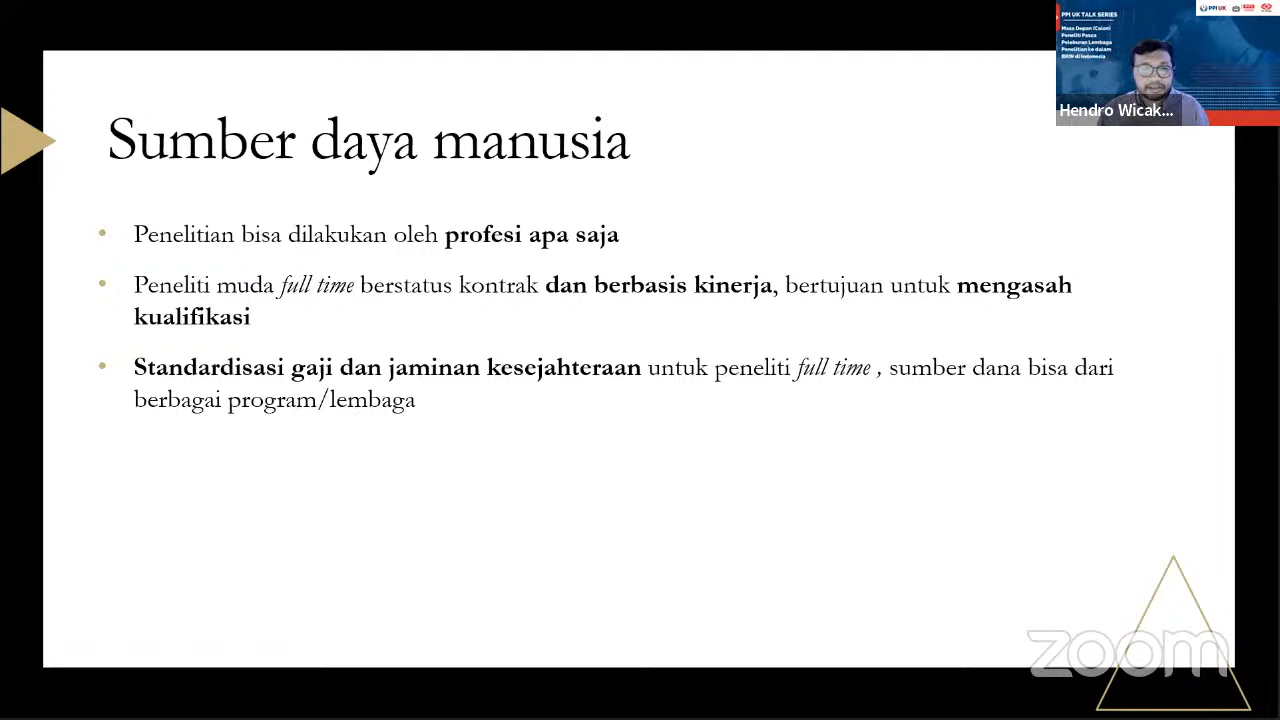 PPI UK TALK SERIES
Masa Depan (Calon)
Peneliti Pasca
Peleburan Lembaga
Penelitian ke dalam
BRIN di Indonesia
PPI UK
Hendro Wicak...
Sumber daya manusia
• Penelitian bisa dilakukan oleh profesi apa saja
• Peneliti muda full time berstatus kontrak dan berbasis kinerja, bertujuan untuk mengasah
kualifikasi
• Standardisasi gaji dan jaminan kesejahteraan untuk peneliti full time , sumber dana bisa dari
berbagai program/lembaga
zoom